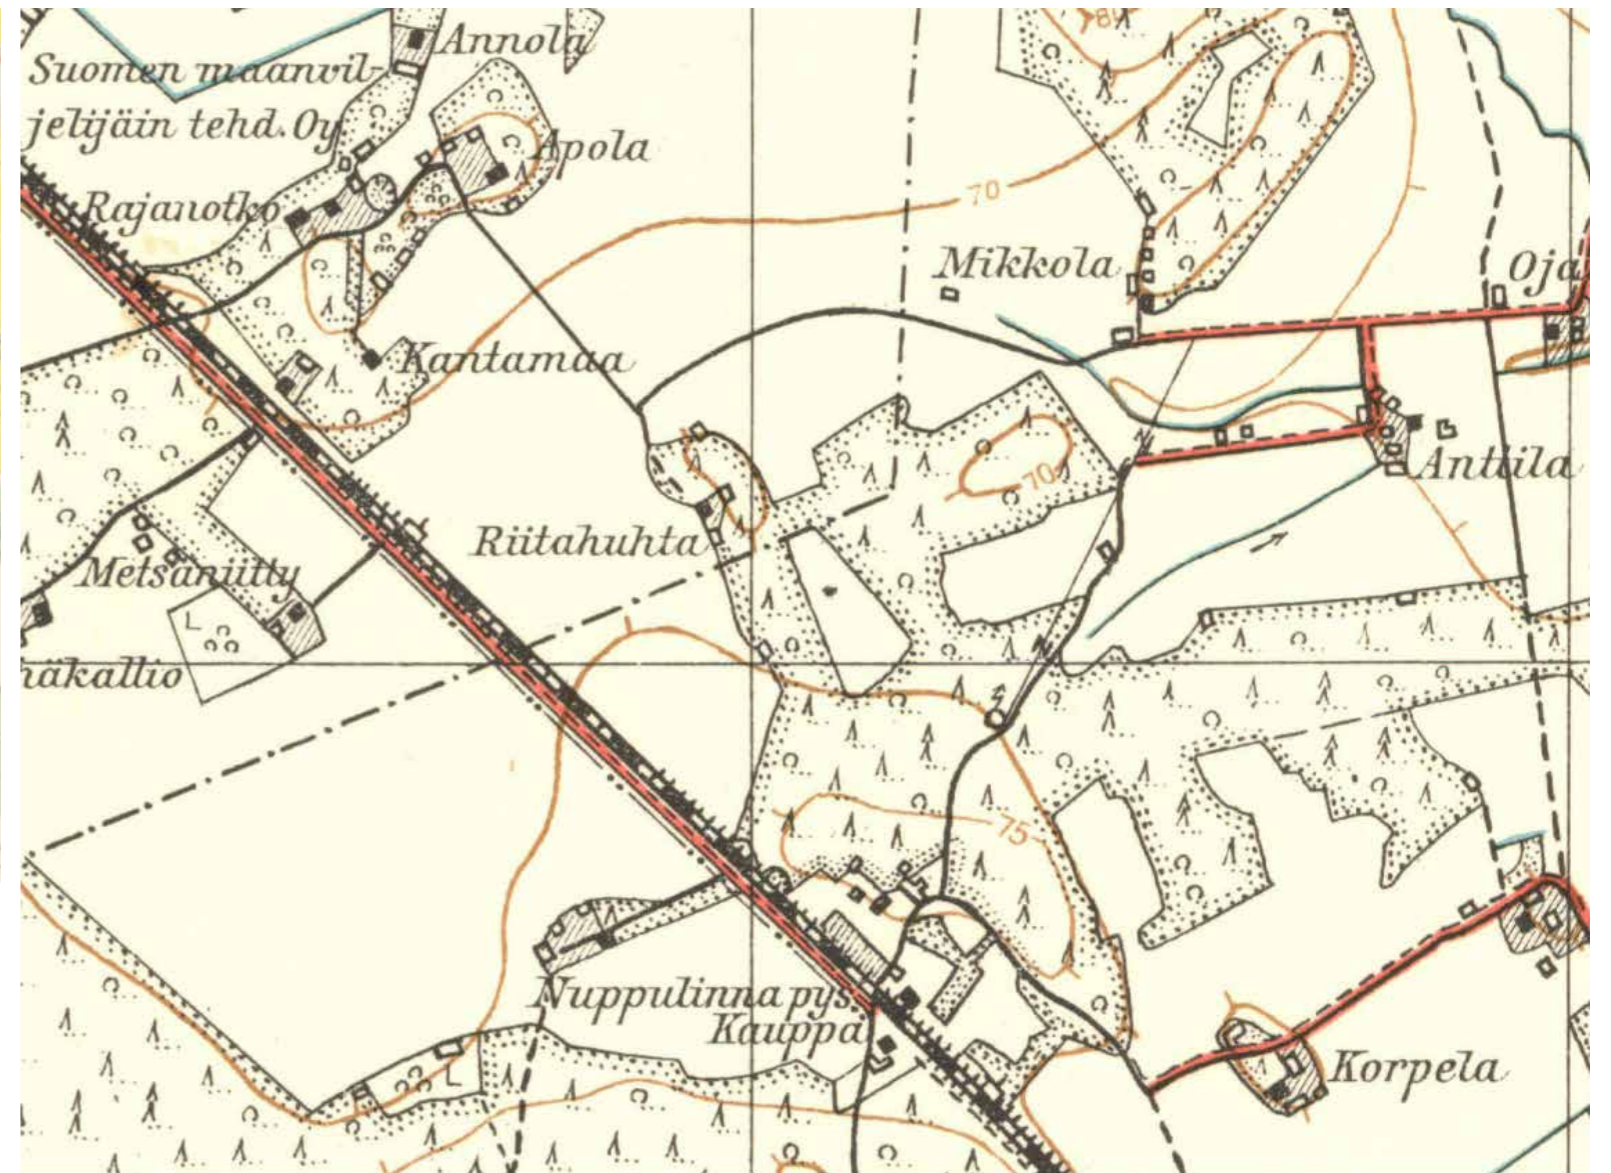 Annola
Suomen maanvil-
jelijäin tehd. Oy
Apola
Rajanotko
70
Mikkola
Oja
Kantamaa
70
Anttila
Riitahuhta
Metsäniitty
L
näkallio
75
Nuppulinna pys.
Kauppa
L
Korpela